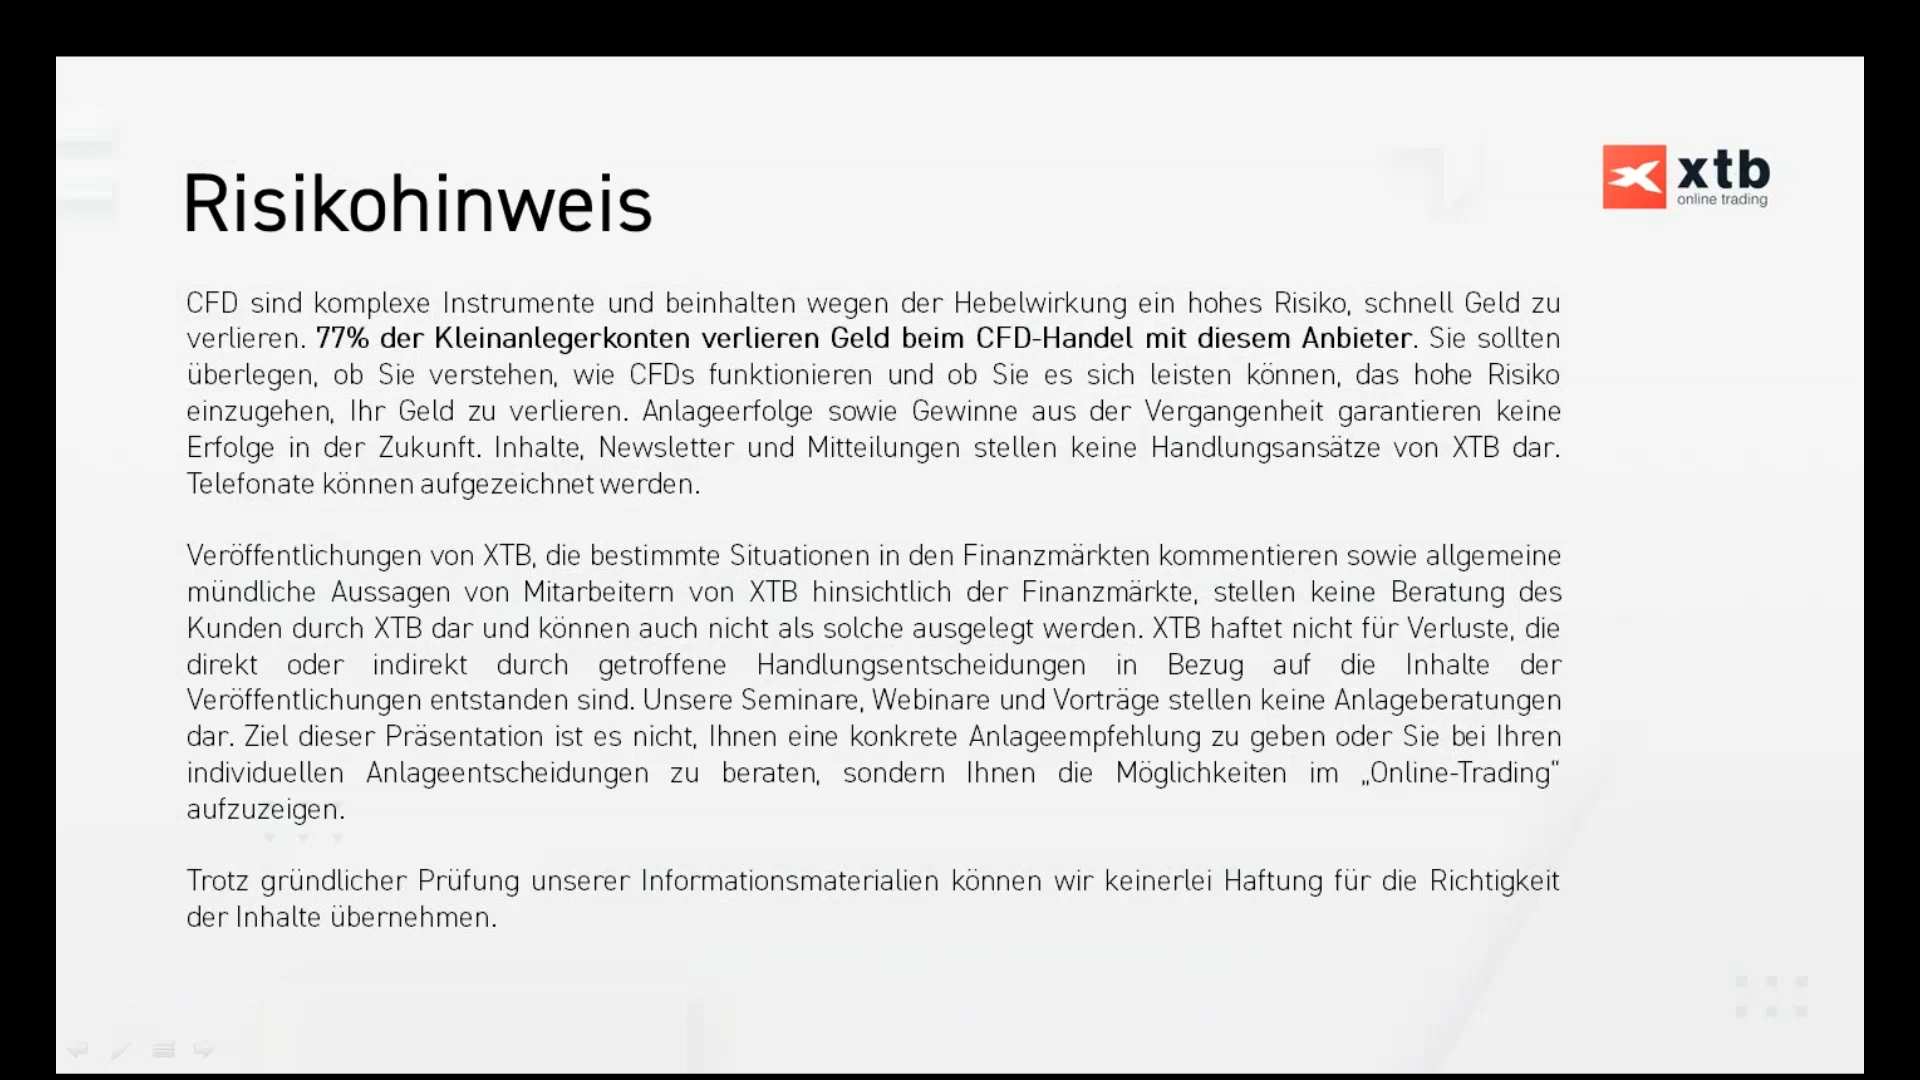 xtb
online trading
Risikohinweis
CFD sind komplexe Instrumente und beinhalten wegen der Hebelwirkung ein hohes Risiko, schnell Geld zu
verlieren. 77% der Kleinanlegerkonten verlieren Geld beim CFD-Handel mit diesem Anbieter. Sie sollten
überlegen, ob Sie verstehen, wie CFDs funktionieren und ob Sie es sich leisten können, das hohe Risiko
einzugehen, Ihr Geld zu verlieren. Anlageerfolge sowie Gewinne aus der Vergangenheit garantieren keine
Erfolge in der Zukunft. Inhalte, Newsletter und Mitteilungen stellen keine Handlungsansätze von XTB dar.
Telefonate können aufgezeichnet werden.
Veröffentlichungen von XTB, die bestimmte Situationen in den Finanzmärkten kommentieren sowie allgemeine
mündliche Aussagen von Mitarbeitern von XTB hinsichtlich der Finanzmärkte, stellen keine Beratung des
Kunden durch XTB dar und können auch nicht als solche ausgelegt werden. XTB haftet nicht für Verluste, die
direkt oder indirekt durch getroffene Handlungsentscheidungen in Bezug auf die Inhalte der
Veröffentlichungen entstanden sind. Unsere Seminare, Webinare und Vorträge stellen keine Anlageberatungen
dar. Ziel dieser Präsentation ist es nicht, Ihnen eine konkrete Anlageempfehlung zu geben oder Sie bei Ihren
individuellen Anlageentscheidungen zu beraten, sondern Ihnen die Möglichkeiten im „Online-Trading“
aufzuzeigen.
Trotz gründlicher Prüfung unserer Informationsmaterialien können wir keinerlei Haftung für die Richtigkeit
der Inhalte übernehmen.